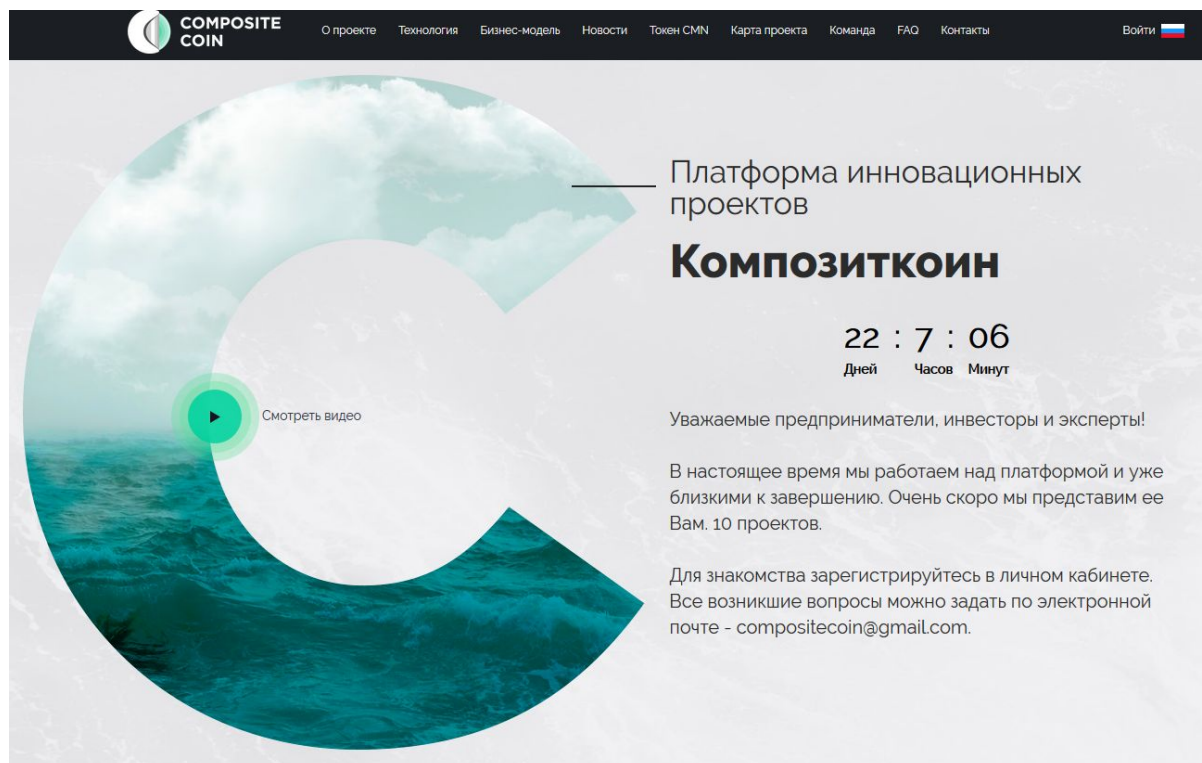 COMPOSITE
COIN
О проекте Технология Бизнес-модель Новости Токен CMN Карта проекта Команда FAQ Контакты Войти
Платформа инновационных
проектов
Композиткоин
22 : 7 : 06
Дней Часов Минут
Смотреть видео
Уважаемые предприниматели, инвесторы и эксперты!
В настоящее время мы работаем над платформой и уже
близкими к завершению. Очень скоро мы представим ее
Вам. 10 проектов.
Для знакомства зарегистрируйтесь в личном кабинете.
Все возникшие вопросы можно задать по электронной
почте - compositecoin@gmail.com.